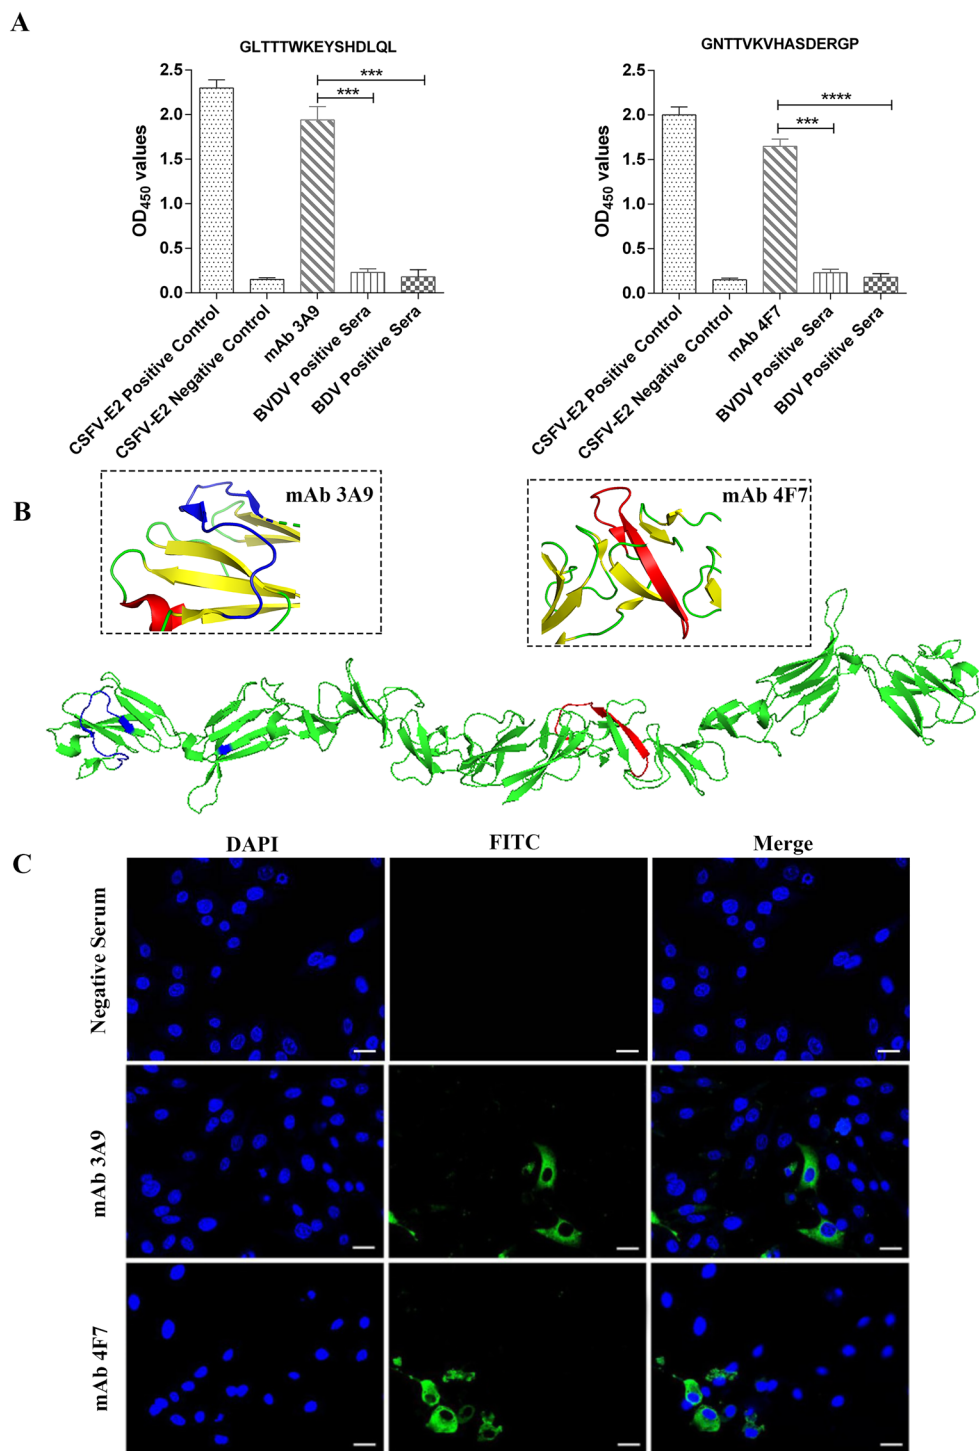 A
GLTTTWKEYSHDLQL
OD450 values
2.5
2.0
1.5
1.0
0.5
0.0
***
***
CSFV-E2 Positive Control
CSFV-E2 Negative Control
mAb 3A9
BVDV Positive Sera
BDV Positive Sera
GNTTVKVHASDERGP
OD450 values
2.5
2.0
1.5
1.0
0.5
0.0
****
***
CSFV-E2 Positive Control
CSFV-E2 Negative Control
mAb 4F7
BVDV Positive Sera
BDV Positive Sera
B
mAb 3A9
mAb 4F7
C
DAPI
FITC
Merge
Negative Serum
mAb 3A9
mAb 4F7